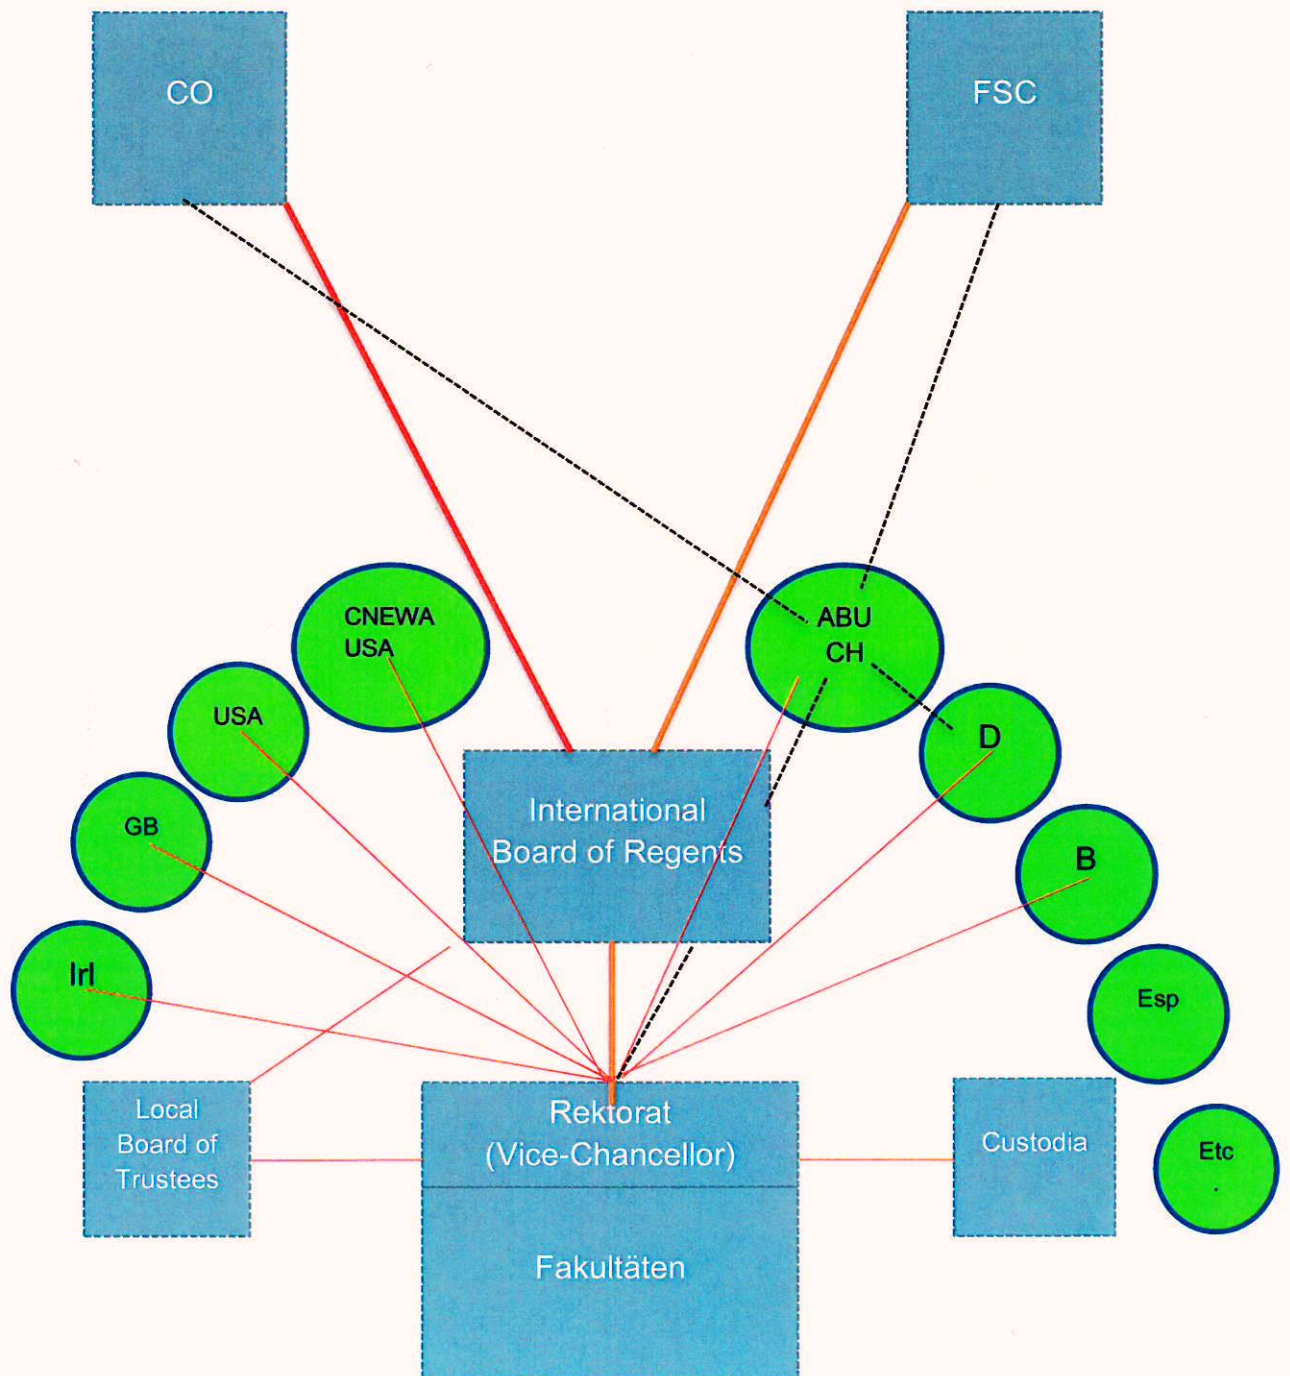 CO
FSC
CNEWA
USA
ABU
CH
USA
D
GB
International
Board of Regents
B
Irl
Esp
Local
Board of
Trustees
Rektorat
(Vice-Chancellor)
Custodia
Etc
.
Fakultäten